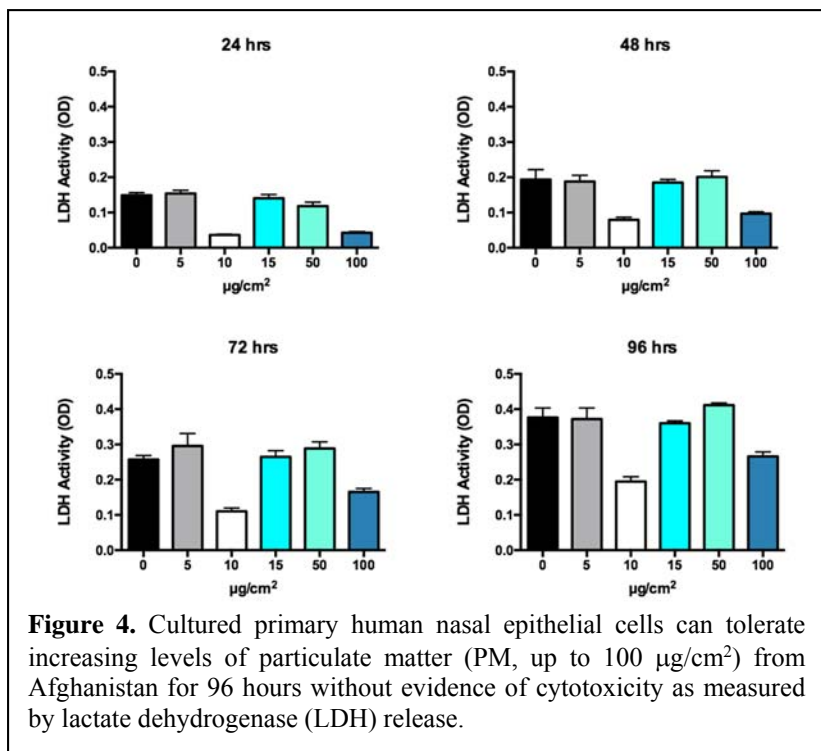 24 hrs
0.5
0.4
0.3
0.2
0.1
0.0
LDH Activity (OD)
0 5 10 15 50 100
µg/cm²
48 hrs
0.5
0.4
0.3
0.2
0.1
0.0
LDH Activity (OD)
0 5 10 15 50 100
µg/cm²
72 hrs
0.5
0.4
0.3
0.2
0.1
0.0
LDH Activity (OD)
0 5 10 15 50 100
µg/cm²
96 hrs
0.5
0.4
0.3
0.2
0.1
0.0
LDH Activity (OD)
0 5 10 15 50 100
µg/cm²
Figure 4. Cultured primary human nasal epithelial cells can tolerate
increasing levels of particulate matter (PM, up to 100 µg/cm²) from
Afghanistan for 96 hours without evidence of cytotoxicity as measured
by lactate dehydrogenase (LDH) release.